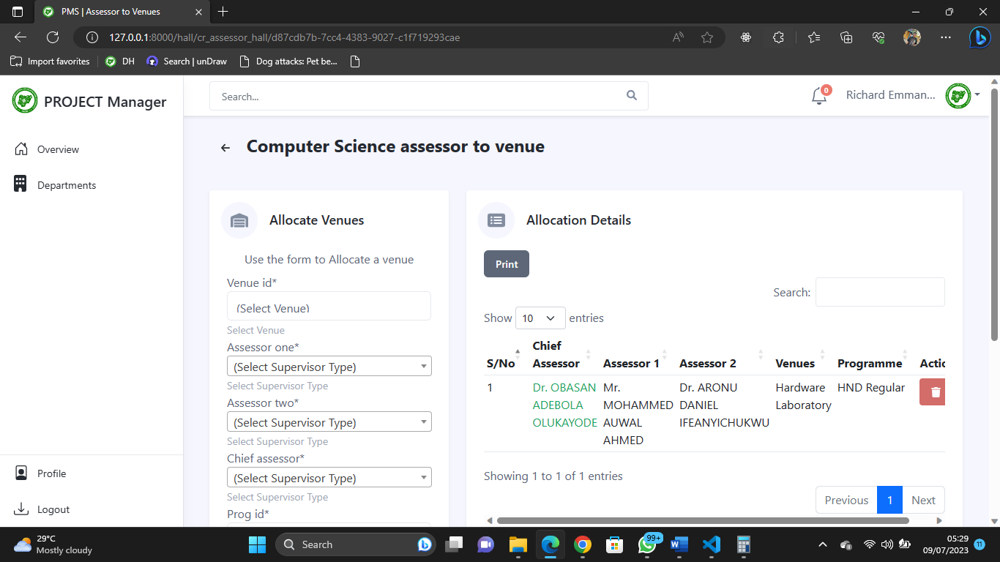 PMS | Assessor to Venues
127.0.0.1:8000/hall/cr_assessor_hall/d87cdb7b-7cc4-4383-9027-c1f719293cae
Import favorites
DH
Search | unDraw
Dog attacks: Pet be...
PROJECT Manager
Search...
0
Richard Emman...
Overview
Departments
Profile
Logout
Computer Science assessor to venue
Allocate Venues
Use the form to Allocate a venue
Venue id*
(Select Venue)
Select Venue
Assessor one*
(Select Supervisor Type)
Select Supervisor Type
Assessor two*
(Select Supervisor Type)
Select Supervisor Type
Chief assessor*
(Select Supervisor Type)
Select Supervisor Type
Prog id*
Allocation Details
Print
Search:
Show 10 entries
Chief
S/No Assessor Assessor 1 Assessor 2 Venues Programme Actic
1 Dr. OBASAN Mr. Dr. ARONU Hardware HND Regular
ADEBOLA MOHAMMED DANIEL Laboratory
OLUKAYODE AUWAL IFEANYICHUKWU
AHMED
Showing 1 to 1 of 1 entries
Previous 1 Next
29°C
Mostly cloudy
Search
99+
05:29
09/07/2023
11